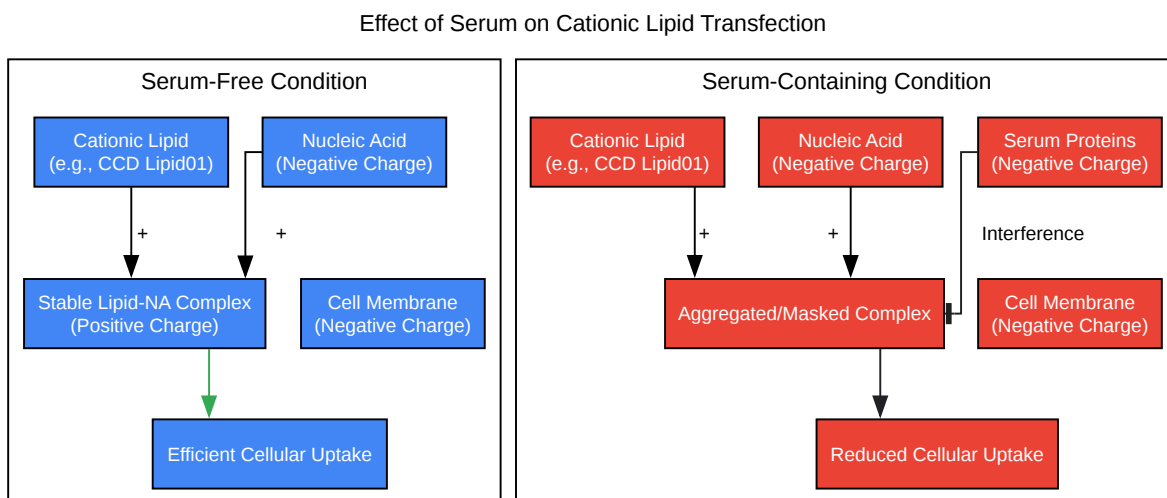 Effect of Serum on Cationic Lipid Transfection
Serum-Free Condition
Cationic Lipid
(e.g., CCD Lipid01)
Nucleic Acid
(Negative Charge)
+
+
Stable Lipid-NA Complex
(Positive Charge)
Cell Membrane
(Negative Charge)
Efficient Cellular Uptake
Serum-Containing Condition
Cationic Lipid
(e.g., CCD Lipid01)
Nucleic Acid
(Negative Charge)
Serum Proteins
(Negative Charge)
+
+
Interference
Aggregated/Masked Complex
Cell Membrane
(Negative Charge)
Reduced Cellular Uptake